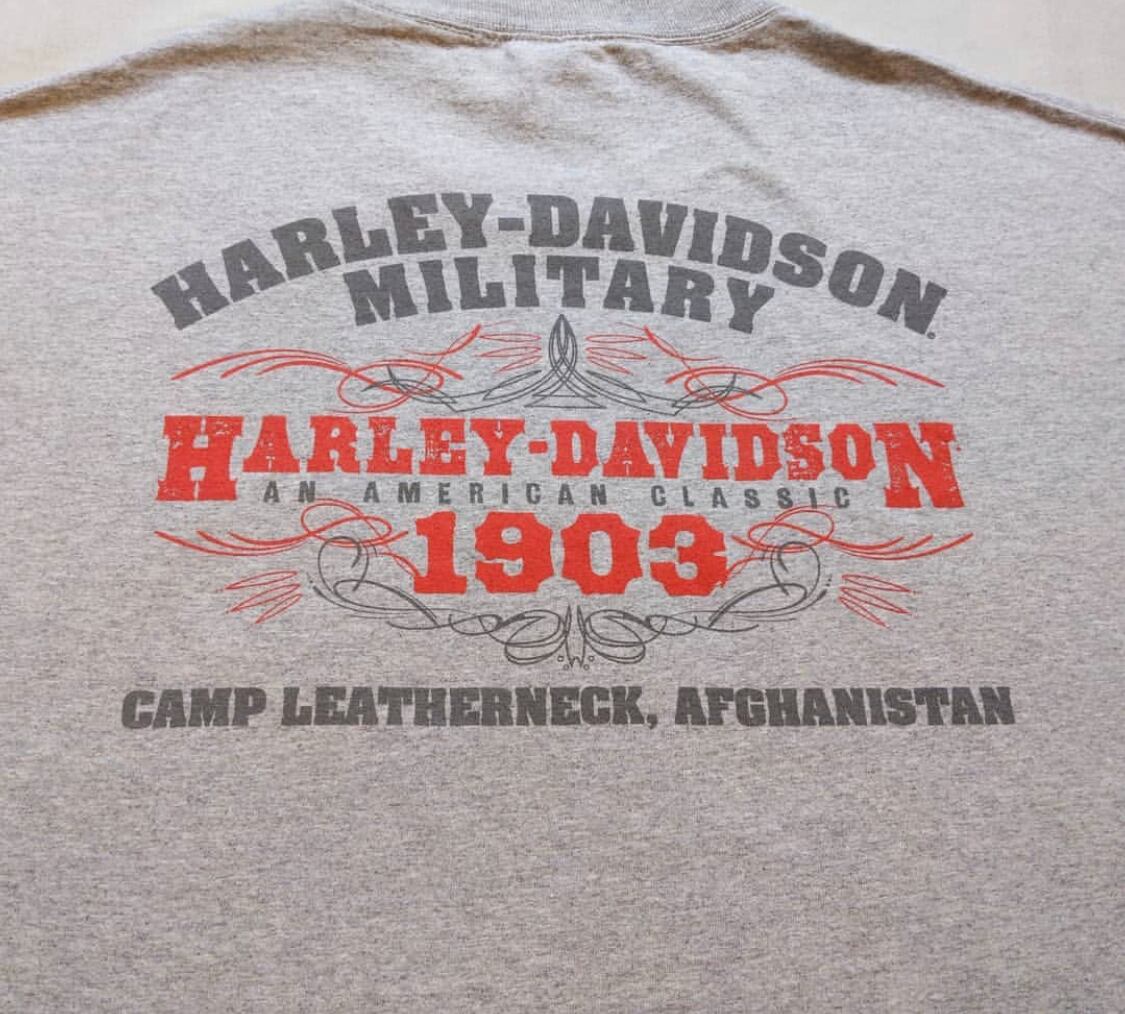 HARLEY-DAVIDSON
MILITARY
HARLEY-DAVIDSON
AN AMERICAN CLASSIC
1903
CAMP LEATHERNECK, AFGHANISTAN